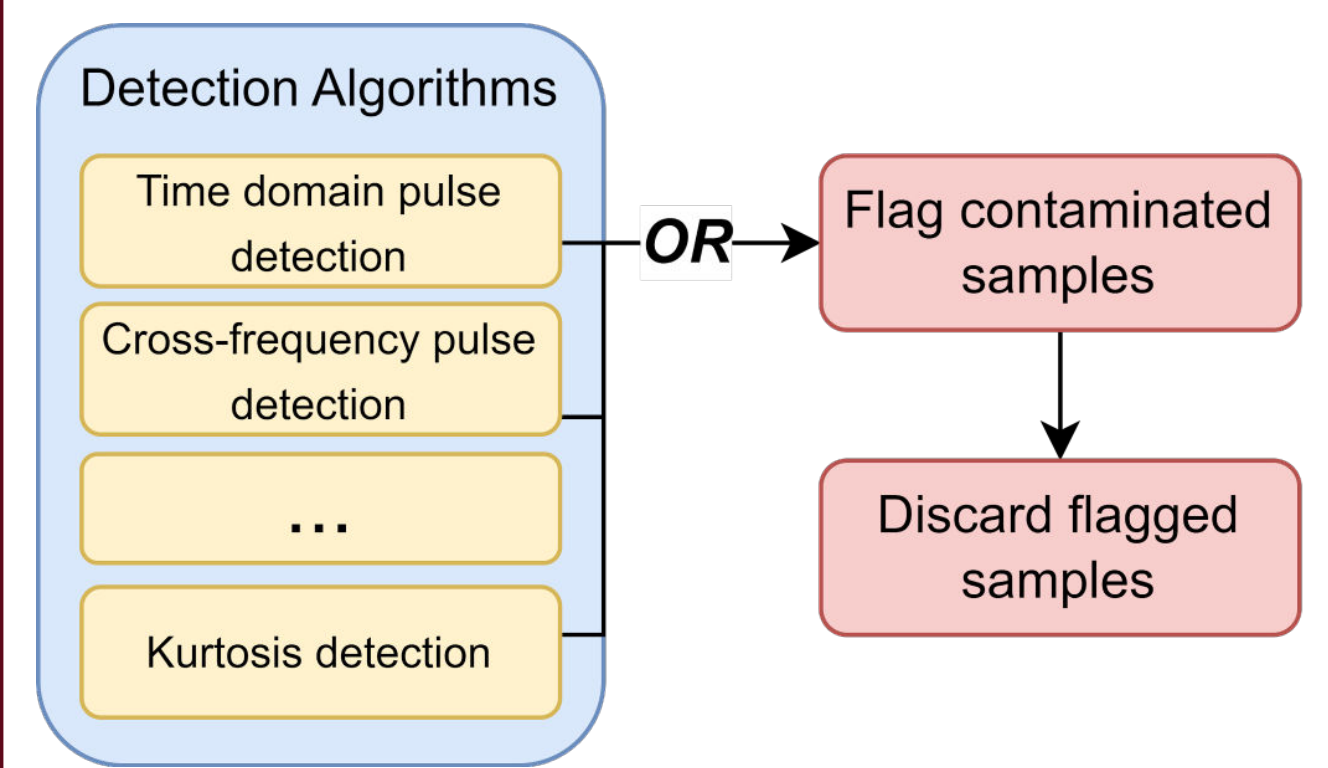 Detection Algorithms
Time domain pulse
detection
Cross-frequency pulse
detection
...
Kurtosis detection
OR
Flag contaminated
samples
Discard flagged
samples